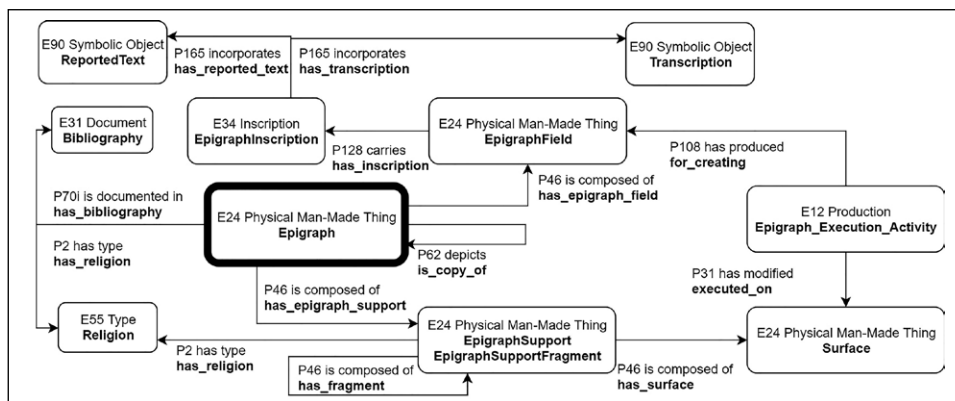 E90 Symbolic Object
ReportedText
P165 incorporates
has_reported_text
P165 incorporates
has_transcription
E90 Symbolic Object
Transcription
E31 Document
Bibliography
E34 Inscription
EpigraphInscription
E24 Physical Man-Made Thing
EpigraphField
P128 carries
has_inscription
P108 has produced
for_creating
P70i is documented in
has_bibliography
P46 is composed of
has_epigraph_field
E24 Physical Man-Made Thing
Epigraph
E12 Production
Epigraph_Execution_Activity
P2 has type
has_religion
P62 depicts
is_copy_of
P31 has modified
executed_on
P46 is composed of
has_epigraph_support
E55 Type
Religion
E24 Physical Man-Made Thing
EpigraphSupport
EpigraphSupportFragment
E24 Physical Man-Made Thing
Surface
P2 has type
has_religion
P46 is composed of
has_fragment
P46 is composed of
has_surface